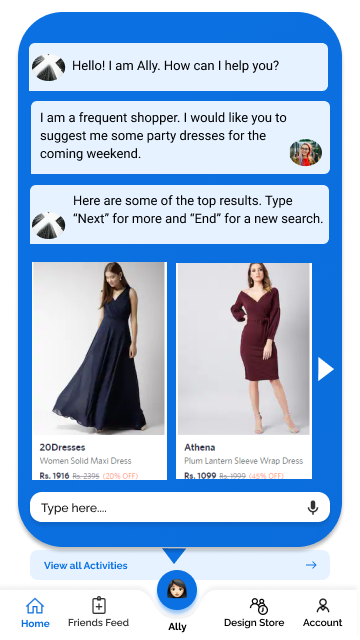 Hello! I am Ally. How can I help you?
I am a frequent shopper. I would like you to
suggest me some party dresses for the
coming weekend.
Here are some of the top results. Type
“Next” for more and “End” for a new search.
20Dresses
Women Solid Maxi Dress
Rs. 1916 Rs. 2395 (20% OFF)
Athena
Plum Lantern Sleeve Wrap Dress
Rs. 1099 Rs. 1999 (45% OFF)
Type here....
View all Activities
Home
Friends Feed
Ally
Design Store
Account